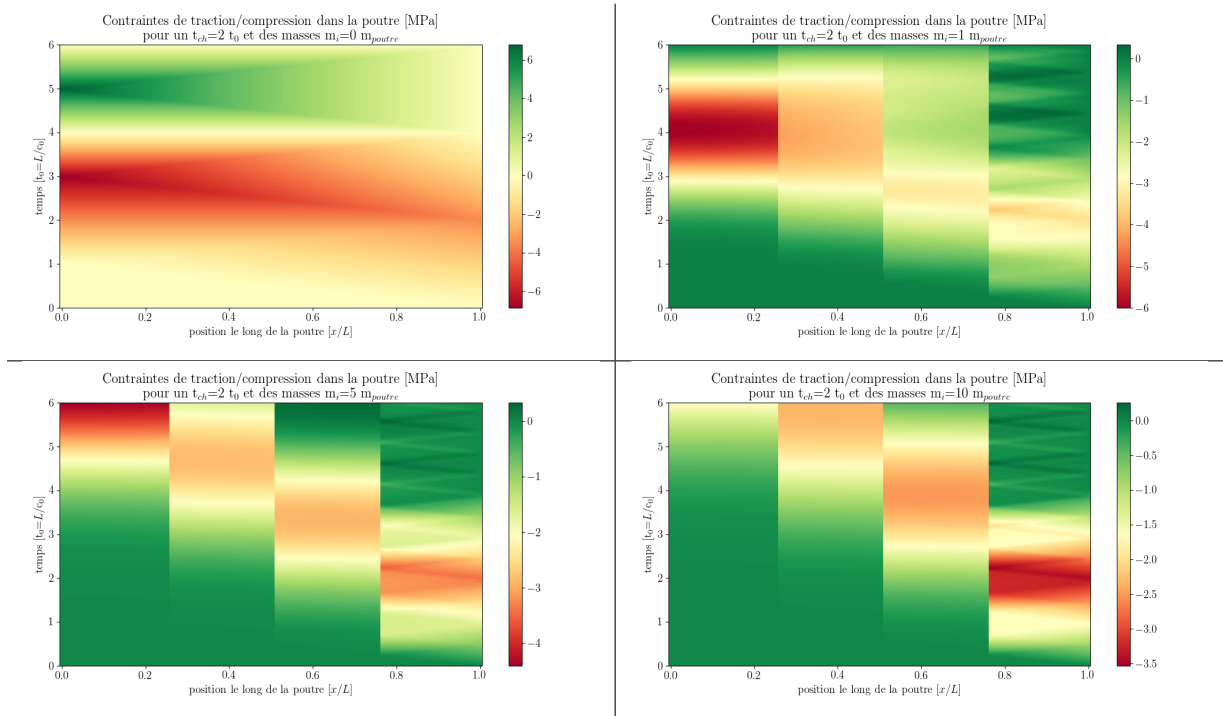 Contraintes de traction/compression dans la poutre [MPa]
pour un t_ch=2 t_0 et des masses m_i=0 m_poutre
6
5
4
3
2
1
0
temps [t_0=L/c_0]
0.0 0.2 0.4 0.6 0.8 1.0
position le long de la poutre [x/L]
6
4
2
0
−2
−4
−6
Contraintes de traction/compression dans la poutre [MPa]
pour un t_ch=2 t_0 et des masses m_i=1 m_poutre
6
5
4
3
2
1
0
temps [t_0=L/c_0]
0.0 0.2 0.4 0.6 0.8 1.0
position le long de la poutre [x/L]
0
−1
−2
−3
−4
−5
−6
Contraintes de traction/compression dans la poutre [MPa]
pour un t_ch=2 t_0 et des masses m_i=5 m_poutre
6
5
4
3
2
1
0
temps [t_0=L/c_0]
0.0 0.2 0.4 0.6 0.8 1.0
position le long de la poutre [x/L]
0
−1
−2
−3
−4
Contraintes de traction/compression dans la poutre [MPa]
pour un t_ch=2 t_0 et des masses m_i=10 m_poutre
6
5
4
3
2
1
0
temps [t_0=L/c_0]
0.0 0.2 0.4 0.6 0.8 1.0
position le long de la poutre [x/L]
0.0
−0.5
−1.0
−1.5
−2.0
−2.5
−3.0
−3.5